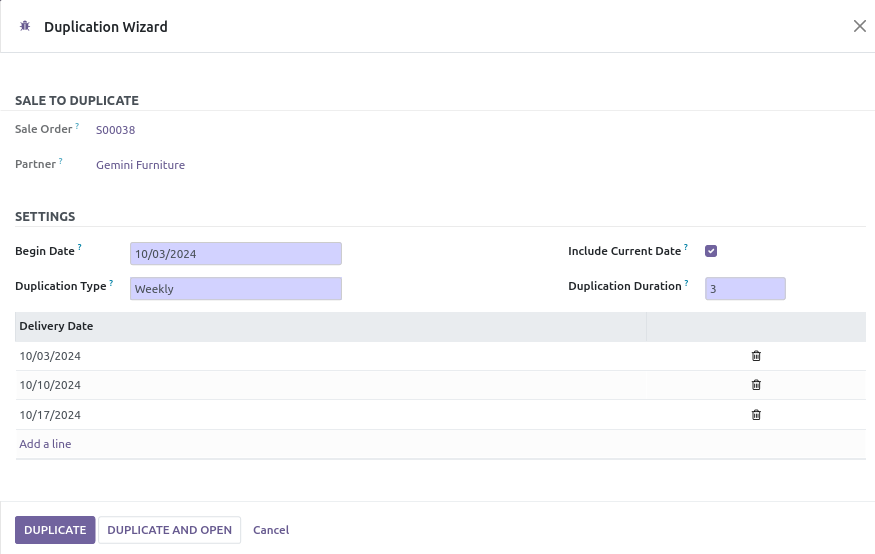 Duplication Wizard
SALE TO DUPLICATE
Sale Order ? S00038
Partner ? Gemini Furniture
SETTINGS
Begin Date ? 10/03/2024 Include Current Date ?
Duplication Type ? Weekly Duplication Duration ? 3
Delivery Date
10/03/2024
10/10/2024
10/17/2024
Add a line
DUPLICATE DUPLICATE AND OPEN Cancel